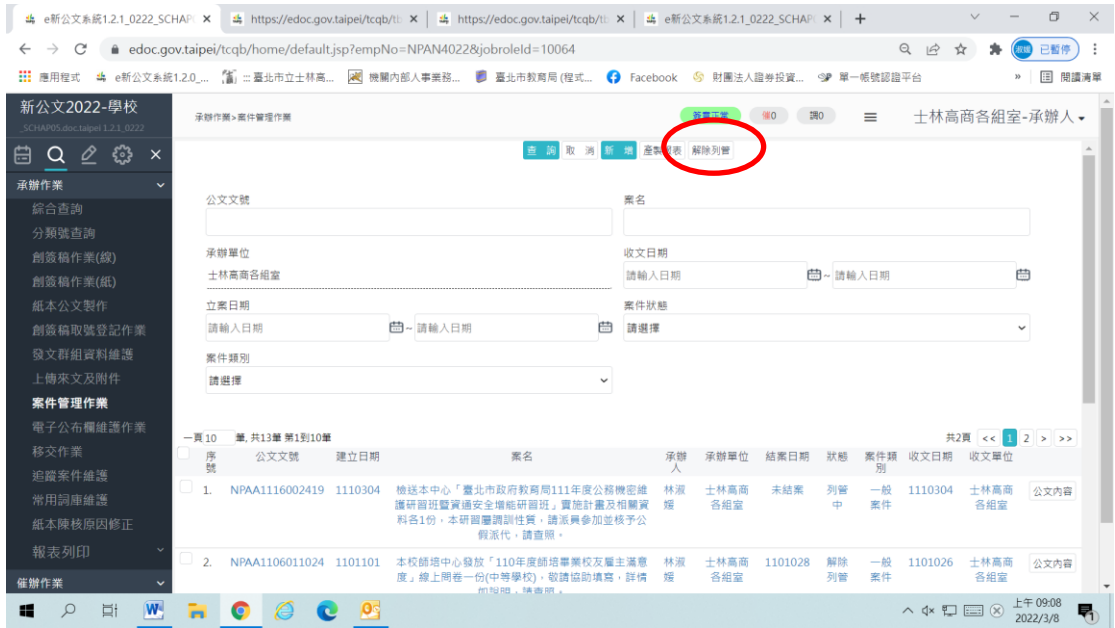 e新公文系統1.2.1_0222_SCHAP
https://edoc.gov.taipei/tcqb/tb
https://edoc.gov.taipei/tcqb/tb
e新公文系統1.2.1_0222_SCHAP
edoc.gov.taipei/tcqb/home/default.jsp?empNo=NPAN4022&jobroleId=10064
淑媛 已暫停
應用程式
e新公文系統1.2.0_...
::: 臺北市立士林高...
機關內部人事業務...
臺北市教育局 (程式...
Facebook
財團法人證券投資...
單一帳號認證平台
»
閱讀清單
新公文2022-學校
_SCHAP05.doc.taipei 1.2.1_0222
承辦作業>案件管理作業
簽章正常
催0
調0
士林高商各組室-承辦人
查 詢
取 消
新 增
產製報表
解除列管
承辦作業
綜合查詢
分類號查詢
創簽稿作業(線)
創簽稿作業(紙)
紙本公文製作
創簽稿取號登記作業
發文群組資料維護
上傳來文及附件
案件管理作業
電子公布欄維護作業
移交作業
追蹤案件維護
常用詞庫維護
紙本陳核原因修正
報表列印
催辦作業
公文文號
案名
承辦單位
收文日期
士林高商各組室
請輸入日期 ~ 請輸入日期
立案日期
案件狀態
請輸入日期 ~ 請輸入日期
請選擇
案件類別
請選擇
一頁 10 筆, 共13筆 第1到10筆
共2頁 << 1 2 > >>
序號 公文文號 建立日期 案名 承辦人 承辦單位 結案日期 狀態 案件類別 收文日期 收文單位
1. NPAA1116002419 1110304 檢送本中心「臺北市政府教育局111年度公務機密維 林淑 士林高商 未結案 列管 一般 1110304 士林高商 公文內容
護研習班暨資通安全增能研習班」實施計畫及相關資 媛 各組室 中 案件 各組室
料各1份，本研習屬調訓性質，請派員參加並核予公
假派代，請查照。
2. NPAA1106011024 1101101 本校師培中心發放「110年度師培畢業校友雇主滿意 林淑 士林高商 1101028 解除 一般 1101026 士林高商 公文內容
度」線上問卷一份(中等學校)，敬請協助填寫，詳情 媛 各組室 列管 案件 各組室
如說明，請查照。
上午 09:08
2022/3/8